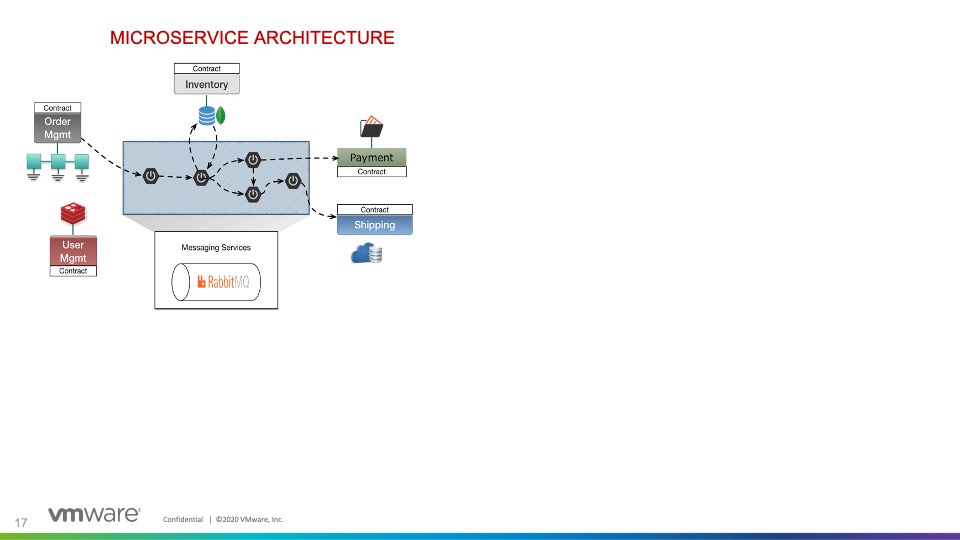 MICROSERVICE ARCHITECTURE
Contract
Inventory
Contract
Order
Mgmt
Payment
Contract
Contract
Shipping
User
Mgmt
Contract
Messaging Services
RabbitMQ
17
vmware®
Confidential | ©2020 VMware, Inc.